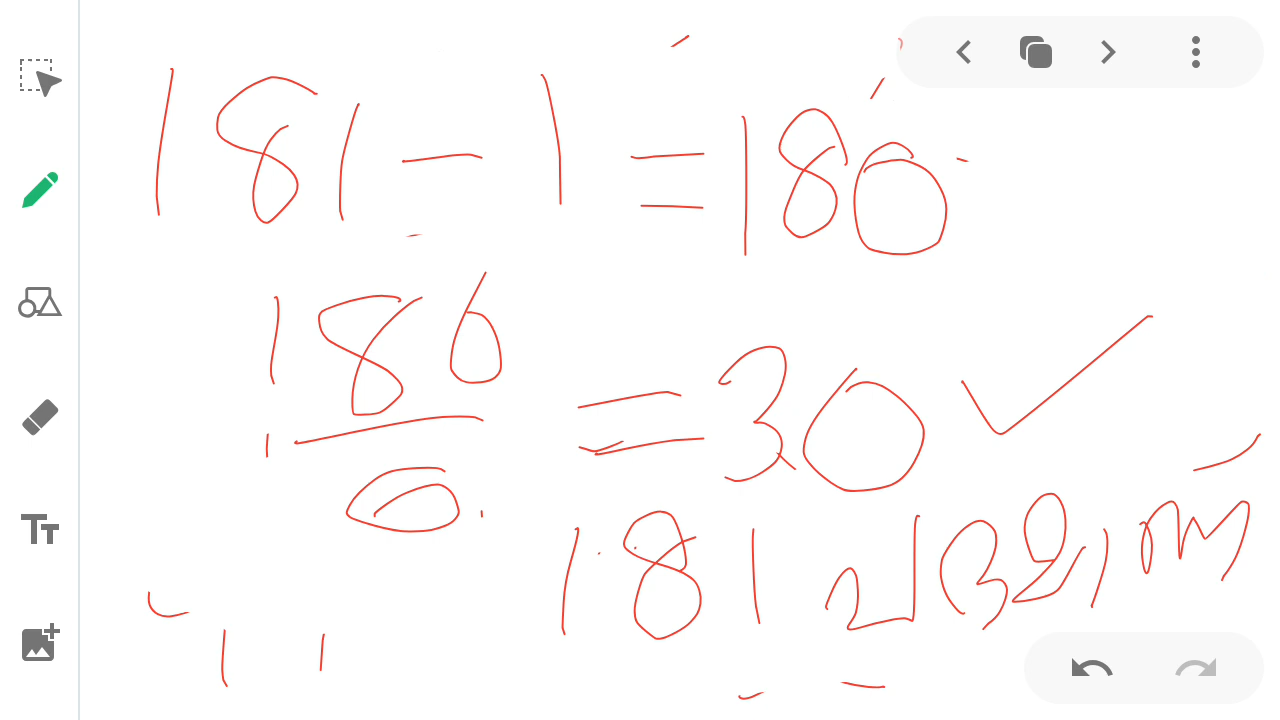 181 - 1 = 180
180
6
= 30 ✓
181